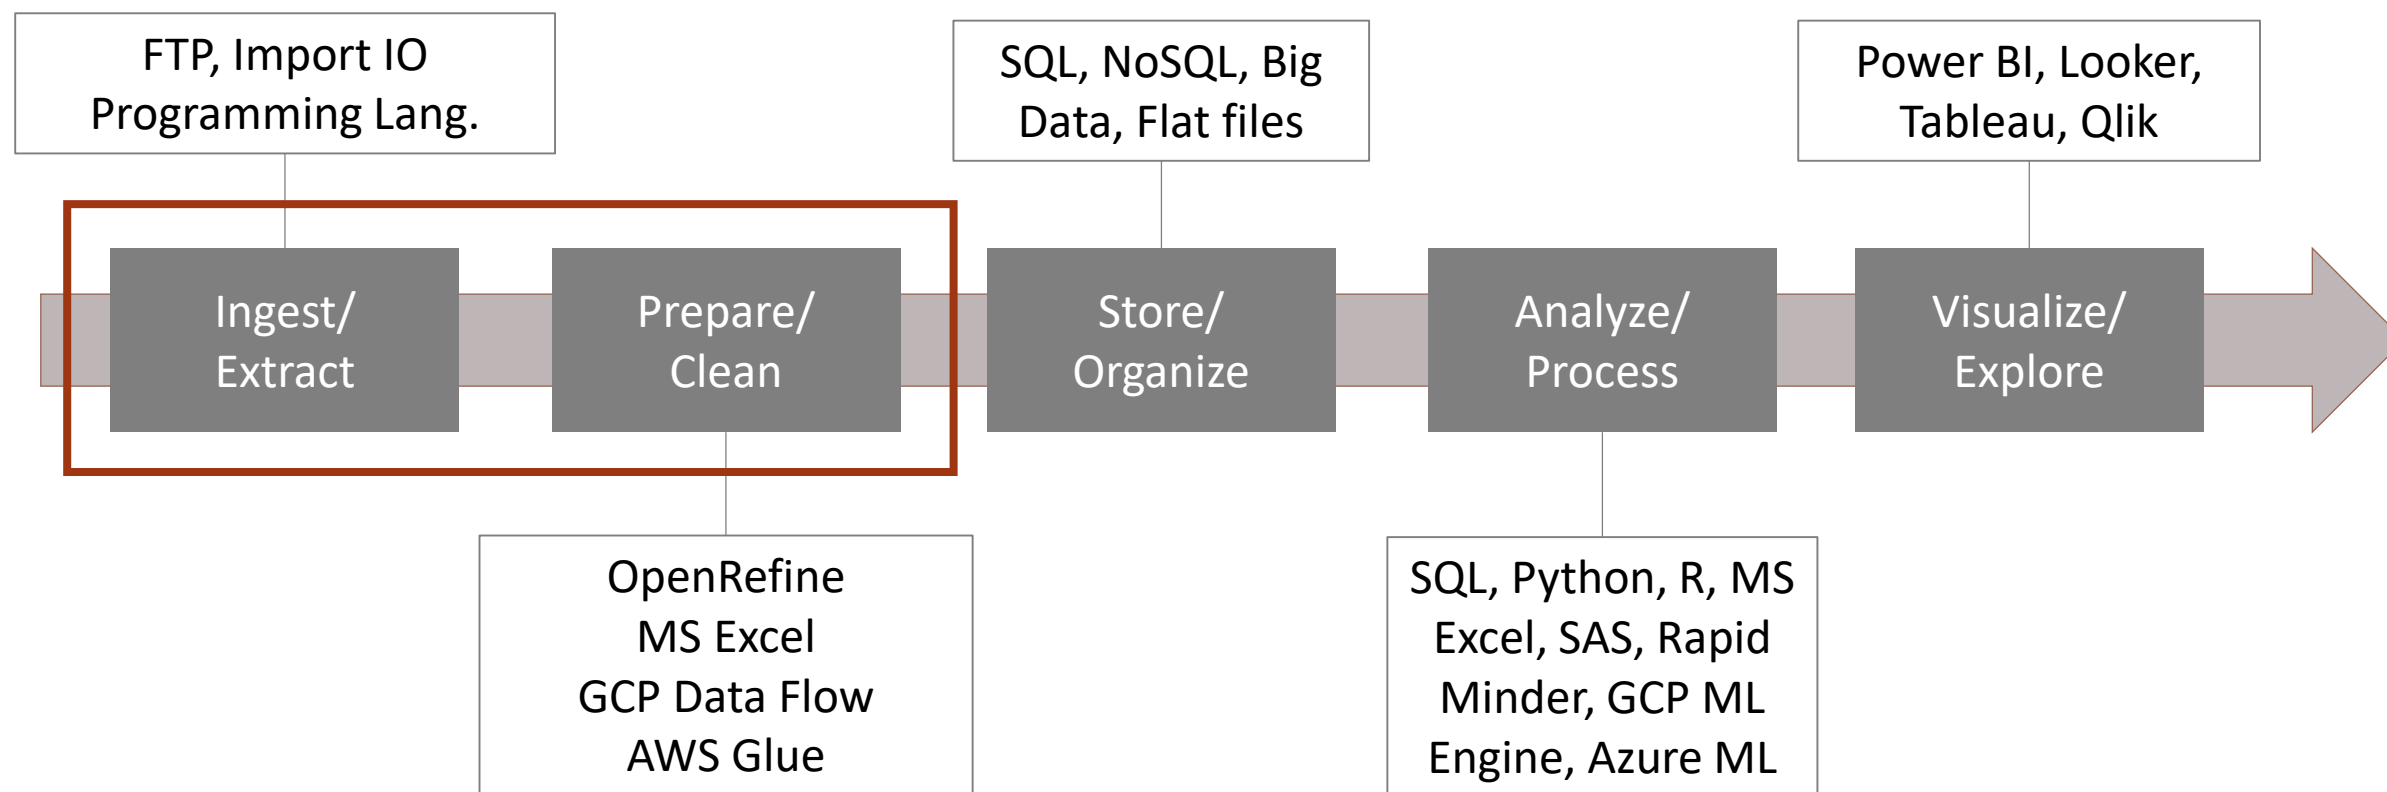 FTP, Import IO
Programming Lang.
SQL, NoSQL, Big
Data, Flat files
Power BI, Looker,
Tableau, Qlik
Ingest/
Extract
Prepare/
Clean
Store/
Organize
Analyze/
Process
Visualize/
Explore
OpenRefine
MS Excel
GCP Data Flow
AWS Glue
SQL, Python, R, MS
Excel, SAS, Rapid
Minder, GCP ML
Engine, Azure ML